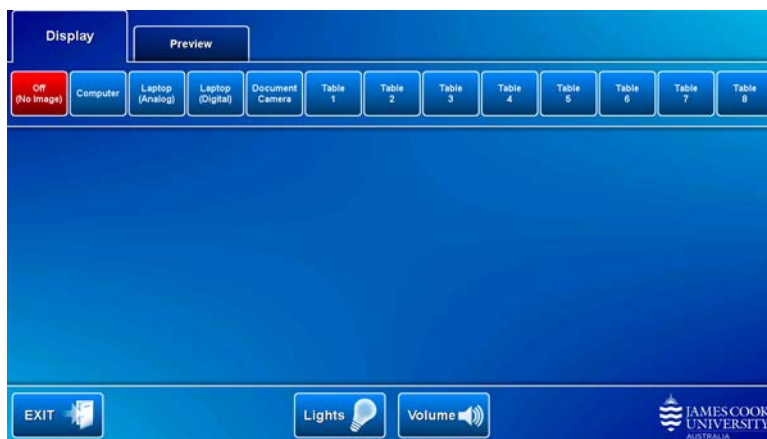 Display
Preview
Off
(No Image)
Computer
Laptop
(Analog)
Laptop
(Digital)
Document
Camera
Table
1
Table
2
Table
3
Table
4
Table
5
Table
6
Table
7
Table
8
EXIT
Lights
Volume
JAMES COOK
UNIVERSITY
AUSTRALIA